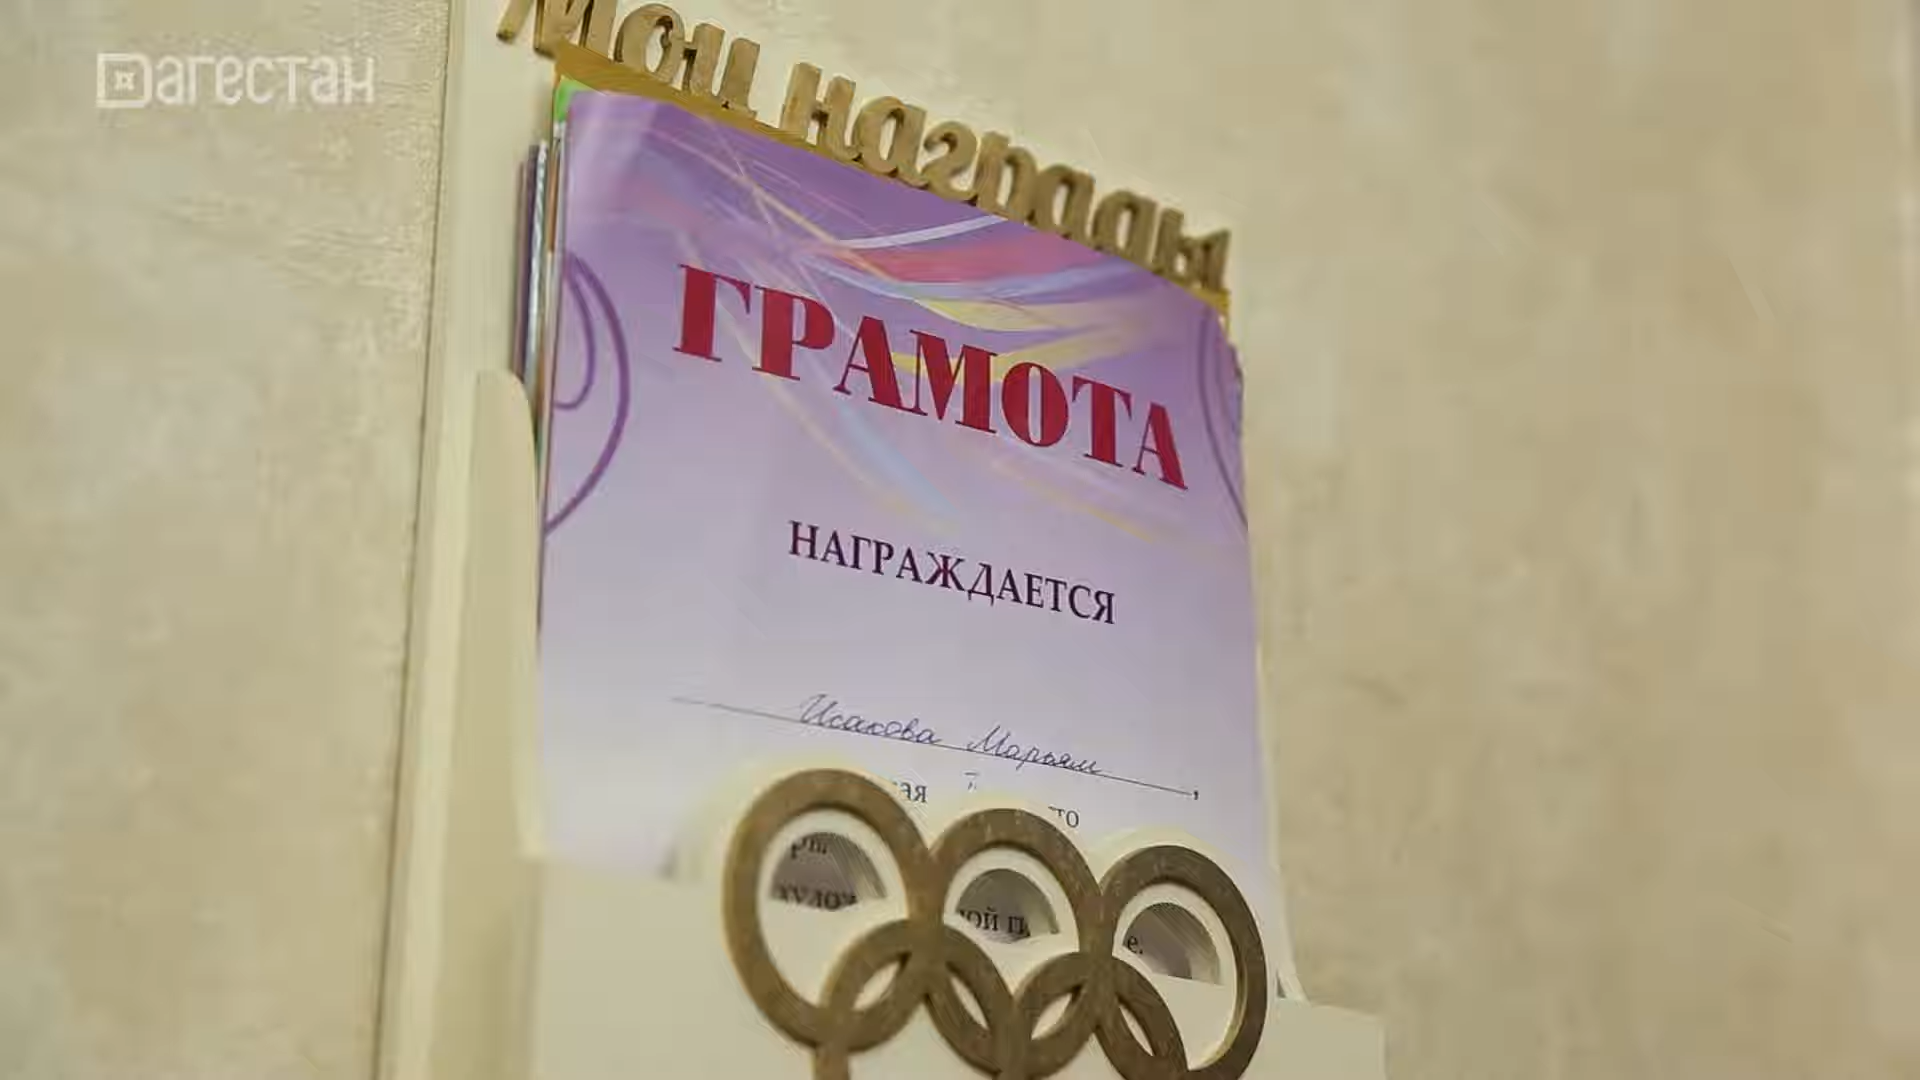 Дагестан
Мои награды
ГРАМОТА
НАГРАЖДАЕТСЯ
Исакова Марьям,